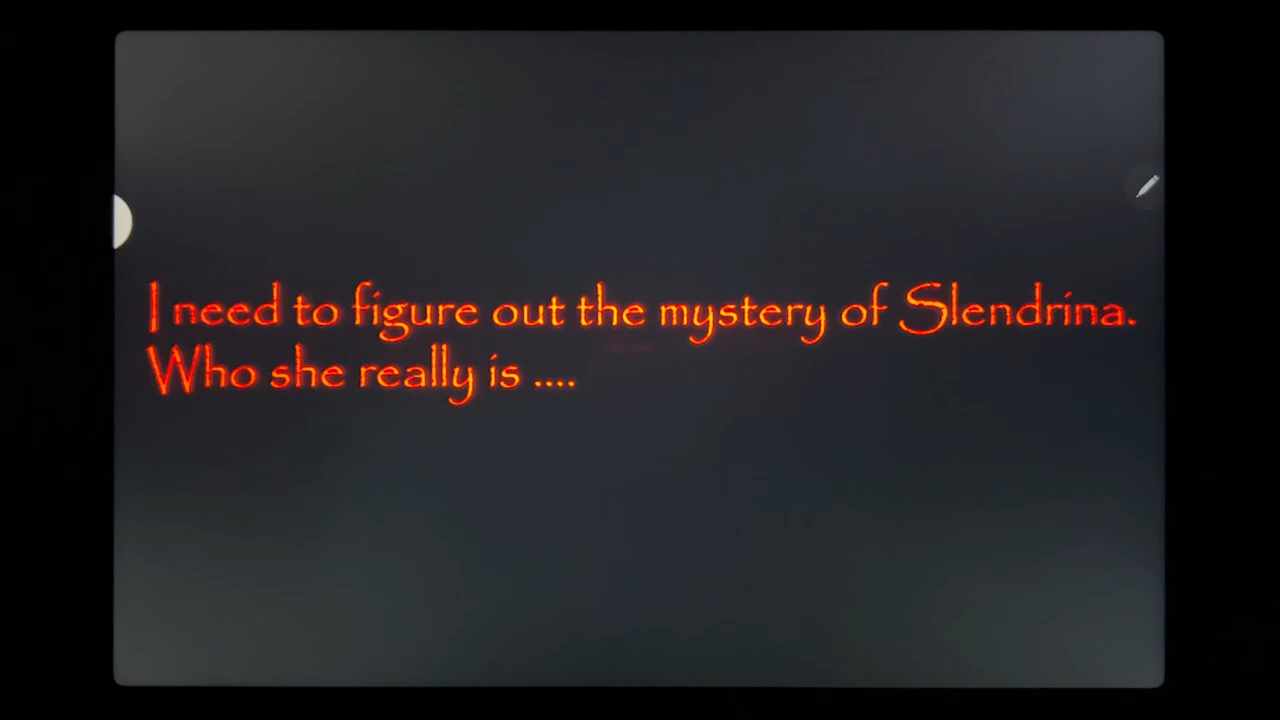 I need to figure out the mystery of Slendrina.
Who she really is ....